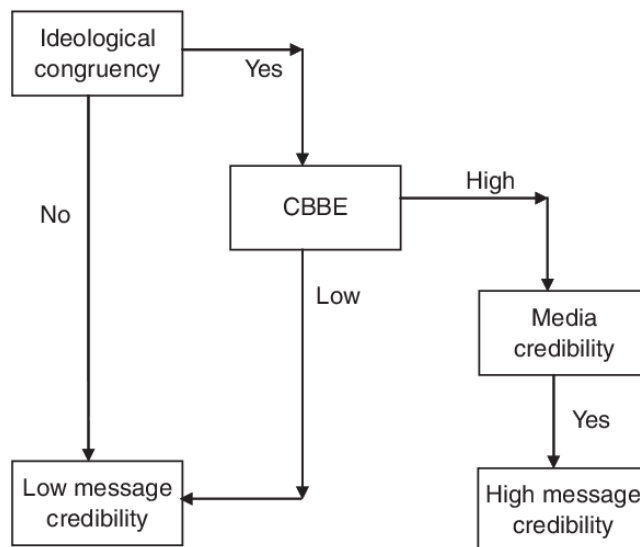 Ideological
congruency
Yes
High
CBBE
No
Low
Media
credibility
Yes
Low message
credibility
High message
credibility